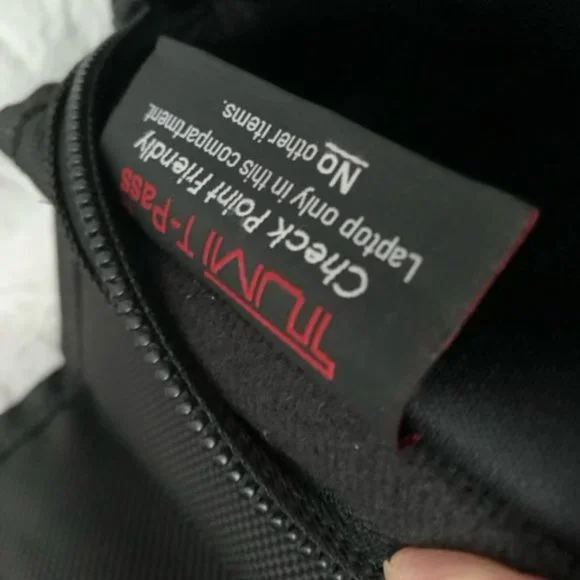 TUMI T-Pass
Check Point Friendly
Laptop only in this compartment.
No other items.